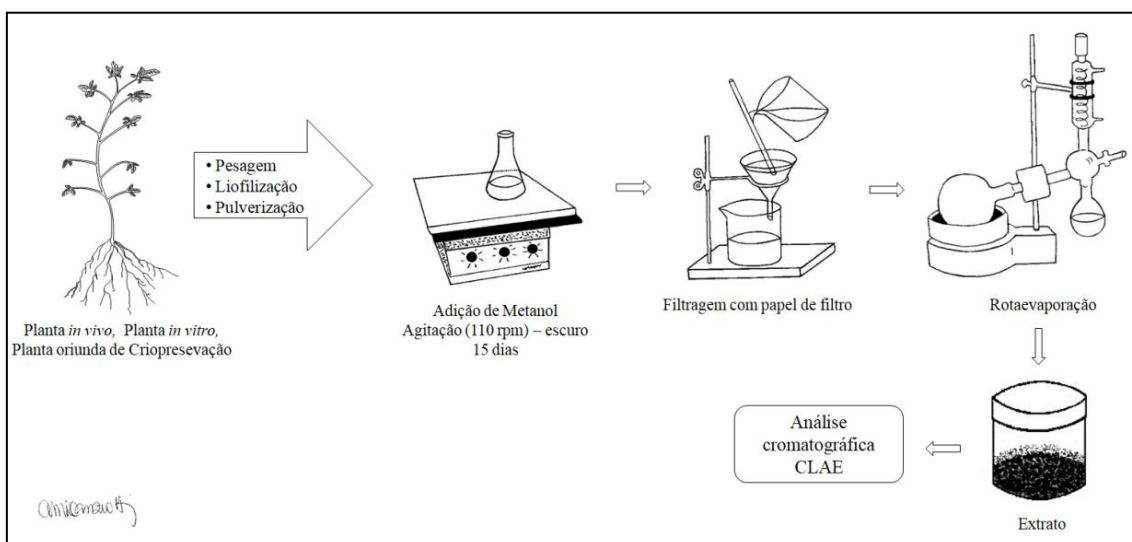 • Pesagem
• Liofilização
• Pulverização
Planta in vivo, Planta in vitro,
Planta oriunda de Criopresevação
Adição de Metanol
Agitação (110 rpm) – escuro
15 dias
Filtragem com papel de filtro
Rotaevaporação
Extrato
Análise
cromatográfica
CLAE